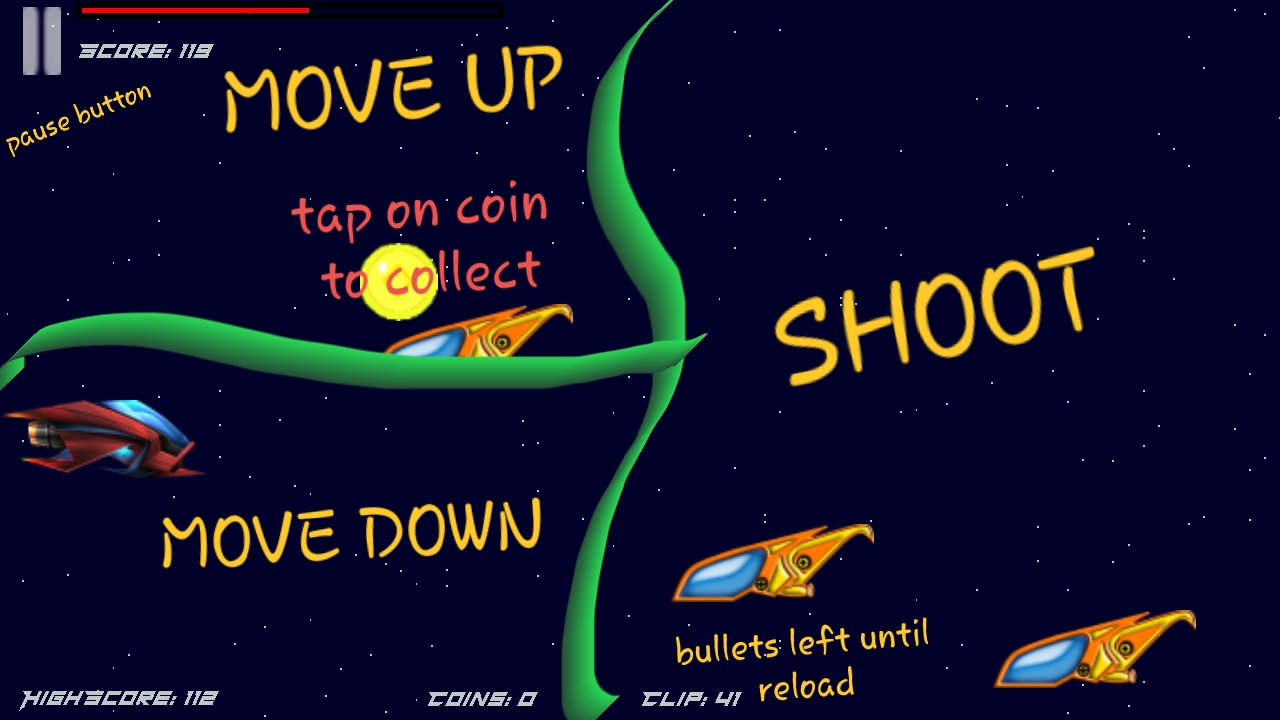 SCORE: 119
MOVE UP
pause button
tap on coin
to collect
SHOOT
MOVE DOWN
bullets left until
reload
HIGHSCORE: 112
COINS: 0
CLIP: 41